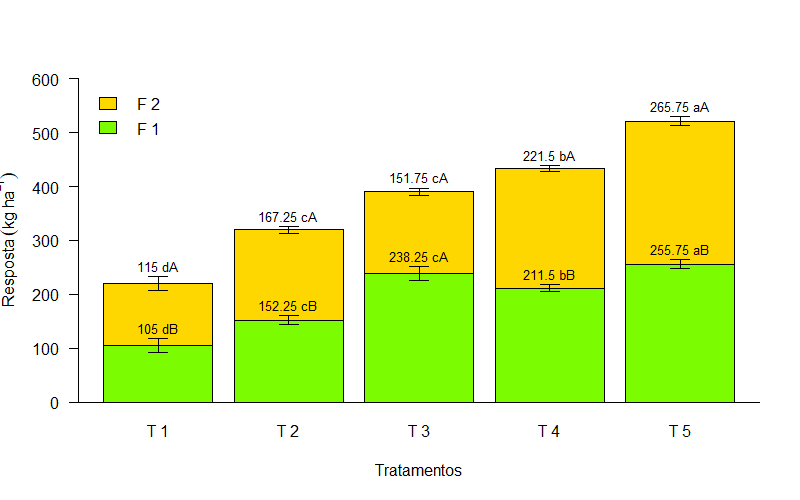 600
500
400
300
200
100
0
Resposta (kg ha⁻¹)
F 2
F 1
115 dA
105 dB
167.25 cA
152.25 cB
151.75 cA
238.25 cA
221.5 bA
211.5 bB
265.75 aA
255.75 aB
T 1
T 2
T 3
T 4
T 5
Tratamentos